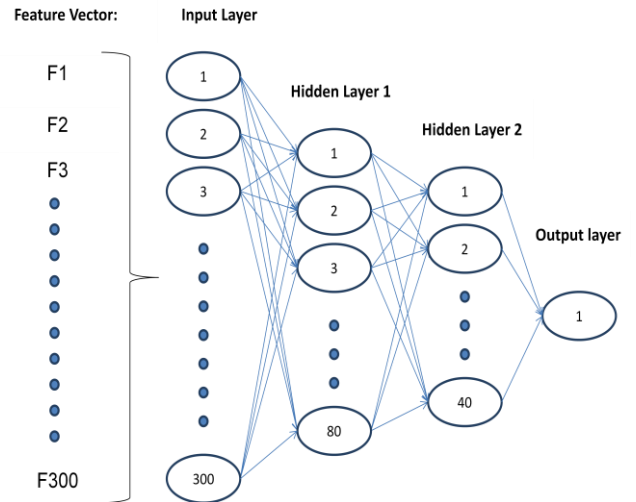 Feature Vector:
F1
F2
F3
F300
Input Layer
1
2
3
300
Hidden Layer 1
1
2
3
80
Hidden Layer 2
1
2
40
Output layer
1